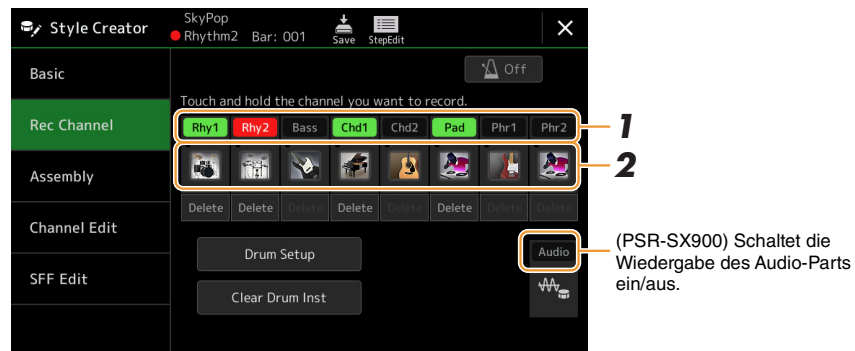 Style Creator
SkyPop
Rhythm2 Bar: 001
Save StepEdit
Basic
Off
Touch and hold the channel you want to record.
Rec Channel
Rhy1 Rhy2 Bass Chd1 Chd2 Pad Phr1 Phr2
1
2
Assembly
Delete Delete Delete Delete Delete Delete Delete Delete
Channel Edit
Drum Setup
Audio
(PSR-SX900) Schaltet die
Wiedergabe des Audio-Parts
ein/aus.
SFF Edit
Clear Drum Inst